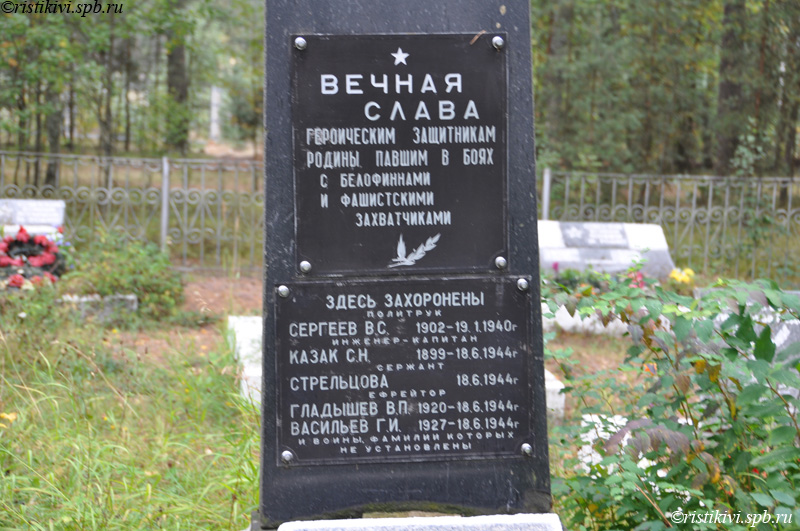 ©ristikivi.spb.ru
ВЕЧНАЯ
СЛАВА
ГЕРОИЧЕСКИМ ЗАЩИТНИКАМ
РОДИНЫ, ПАВШИМ В БОЯХ
С БЕЛОФИННАМИ
И ФАШИСТСКИМИ
ЗАХВАТЧИКАМИ
ЗДЕСЬ ЗАХОРОНЕНЫ
ПОЛИТРУК
СЕРГЕЕВ В.С. 1902-19.1.1940г
ИНЖЕНЕР-КАПИТАН
КАЗАК С.Н. 1899-18.6.1944г
СЕРЖАНТ
СТРЕЛЬЦОВА 18.6.1944г
ЕФРЕЙТОР
ГЛАДЫШЕВ В.П. 1920-18.6.1944г
ВАСИЛЬЕВ Г.И. 1927-18.6.1944г
И ВОИНЫ, ФАМИЛИИ КОТОРЫХ
НЕ УСТАНОВЛЕНЫ
©ristikivi.spb.ru